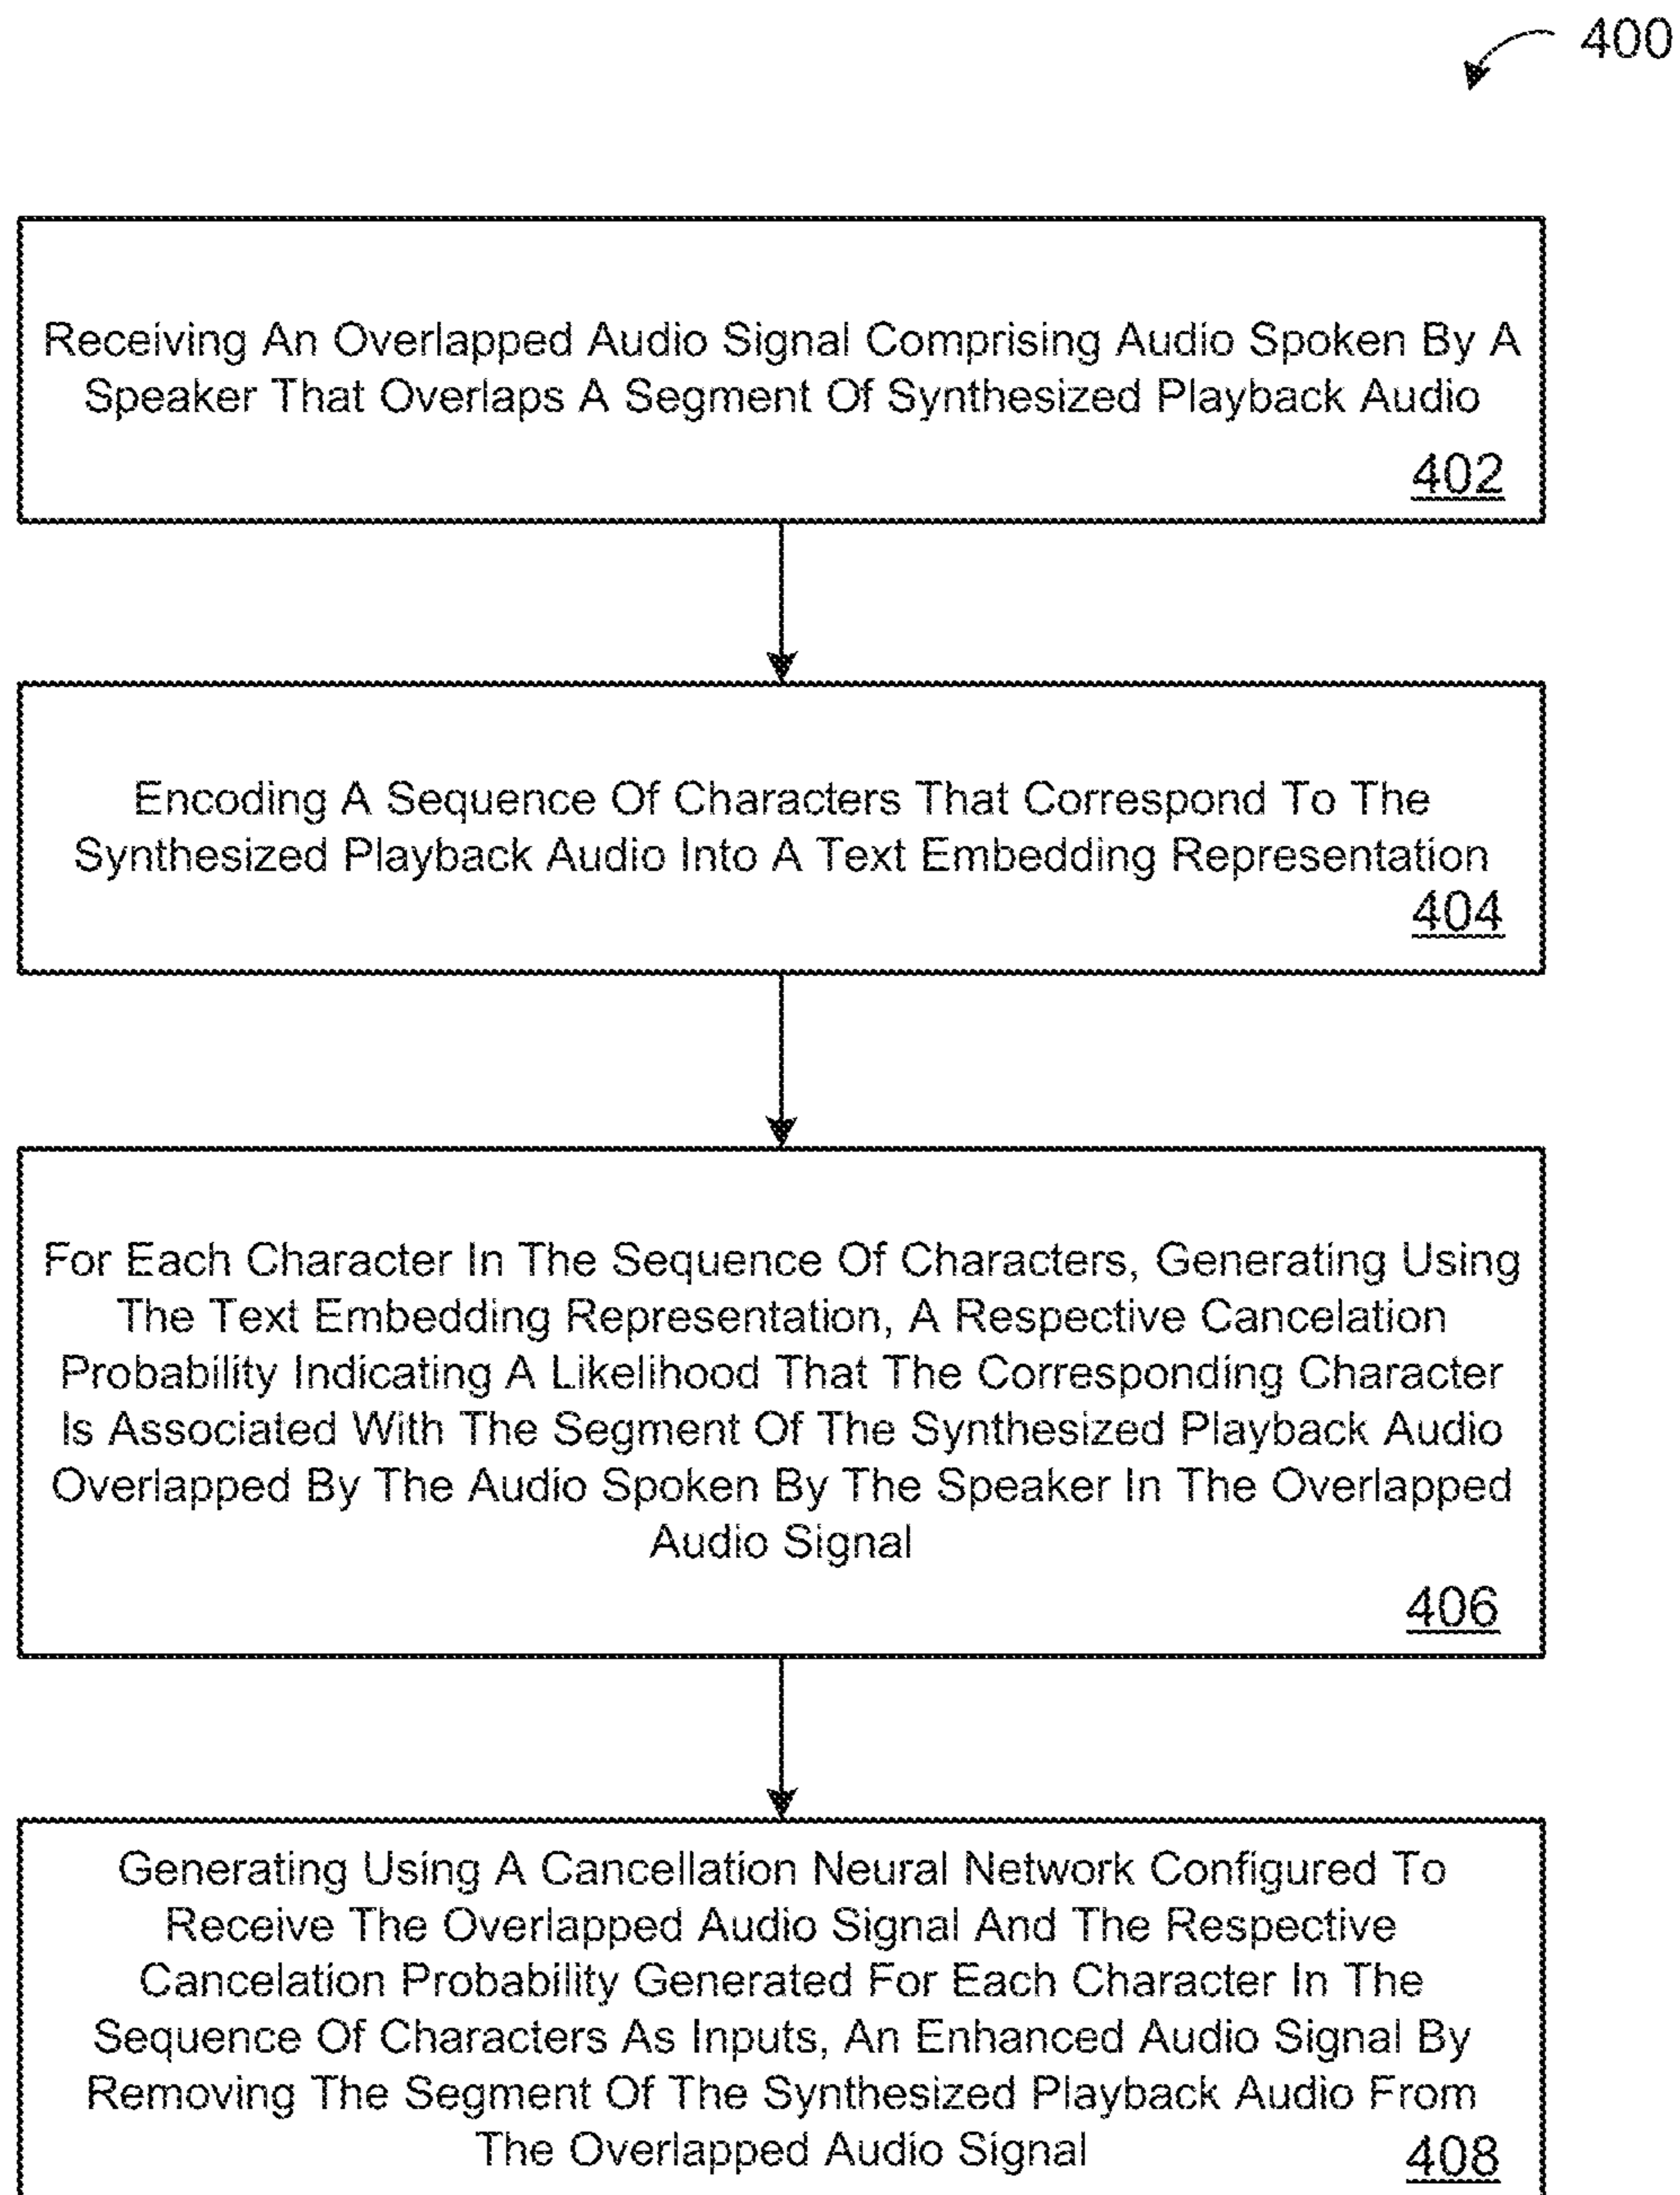 400
Receiving An Overlapped Audio Signal Comprising Audio Spoken By A
Speaker That Overlaps A Segment Of Synthesized Playback Audio
402
Encoding A Sequence Of Characters That Correspond To The
Synthesized Playback Audio Into A Text Embedding Representation
404
For Each Character In The Sequence Of Characters, Generating Using
The Text Embedding Representation, A Respective Cancelation
Probability Indicating A Likelihood That The Corresponding Character
Is Associated With The Segment Of The Synthesized Playback Audio
Overlapped By The Audio Spoken By The Speaker In The Overlapped
Audio Signal
406
Generating Using A Cancellation Neural Network Configured To
Receive The Overlapped Audio Signal And The Respective
Cancelation Probability Generated For Each Character In The
Sequence Of Characters As Inputs, An Enhanced Audio Signal By
Removing The Segment Of The Synthesized Playback Audio From
The Overlapped Audio Signal
408